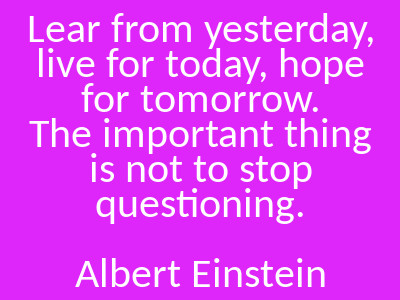 Lear from yesterday,
live for today, hope
for tomorrow.
The important thing
is not to stop
questioning.
Albert Einstein